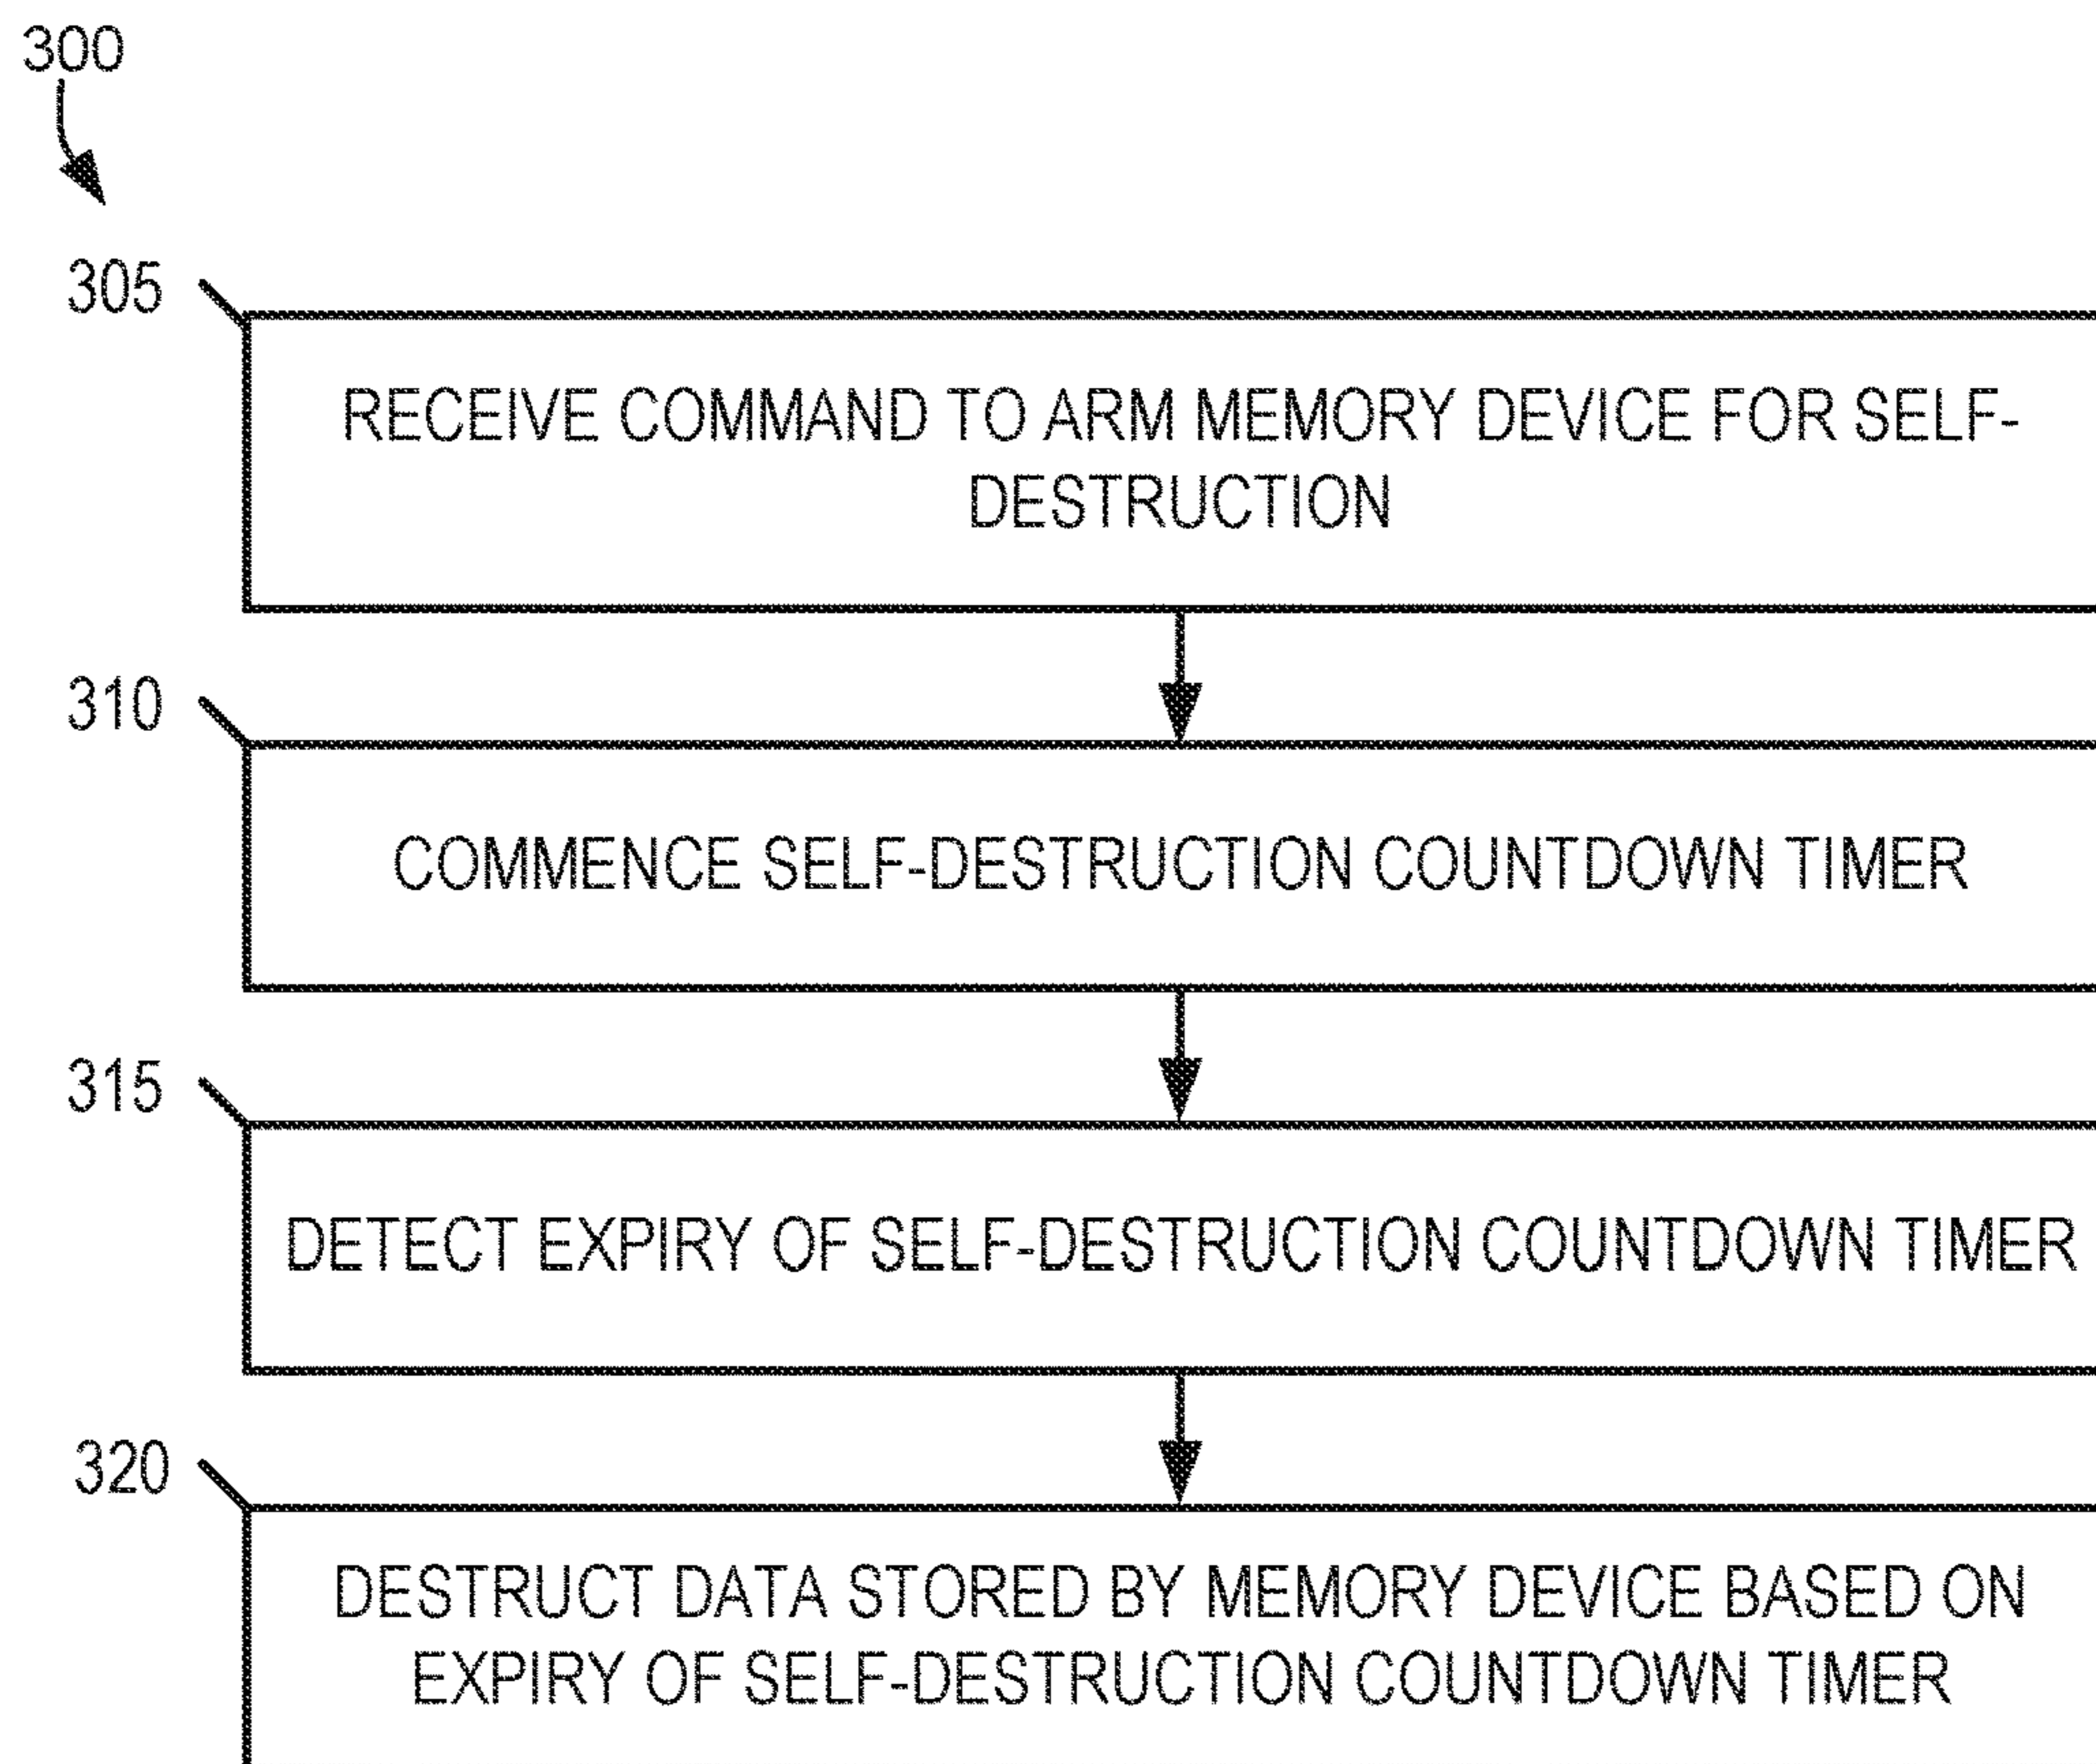 300
305
RECEIVE COMMAND TO ARM MEMORY DEVICE FOR SELF-
DESTRUCTION
310
COMMENCE SELF-DESTRUCTION COUNTDOWN TIMER
315
DETECT EXPIRY OF SELF-DESTRUCTION COUNTDOWN TIMER
320
DESTRUCT DATA STORED BY MEMORY DEVICE BASED ON
EXPIRY OF SELF-DESTRUCTION COUNTDOWN TIMER